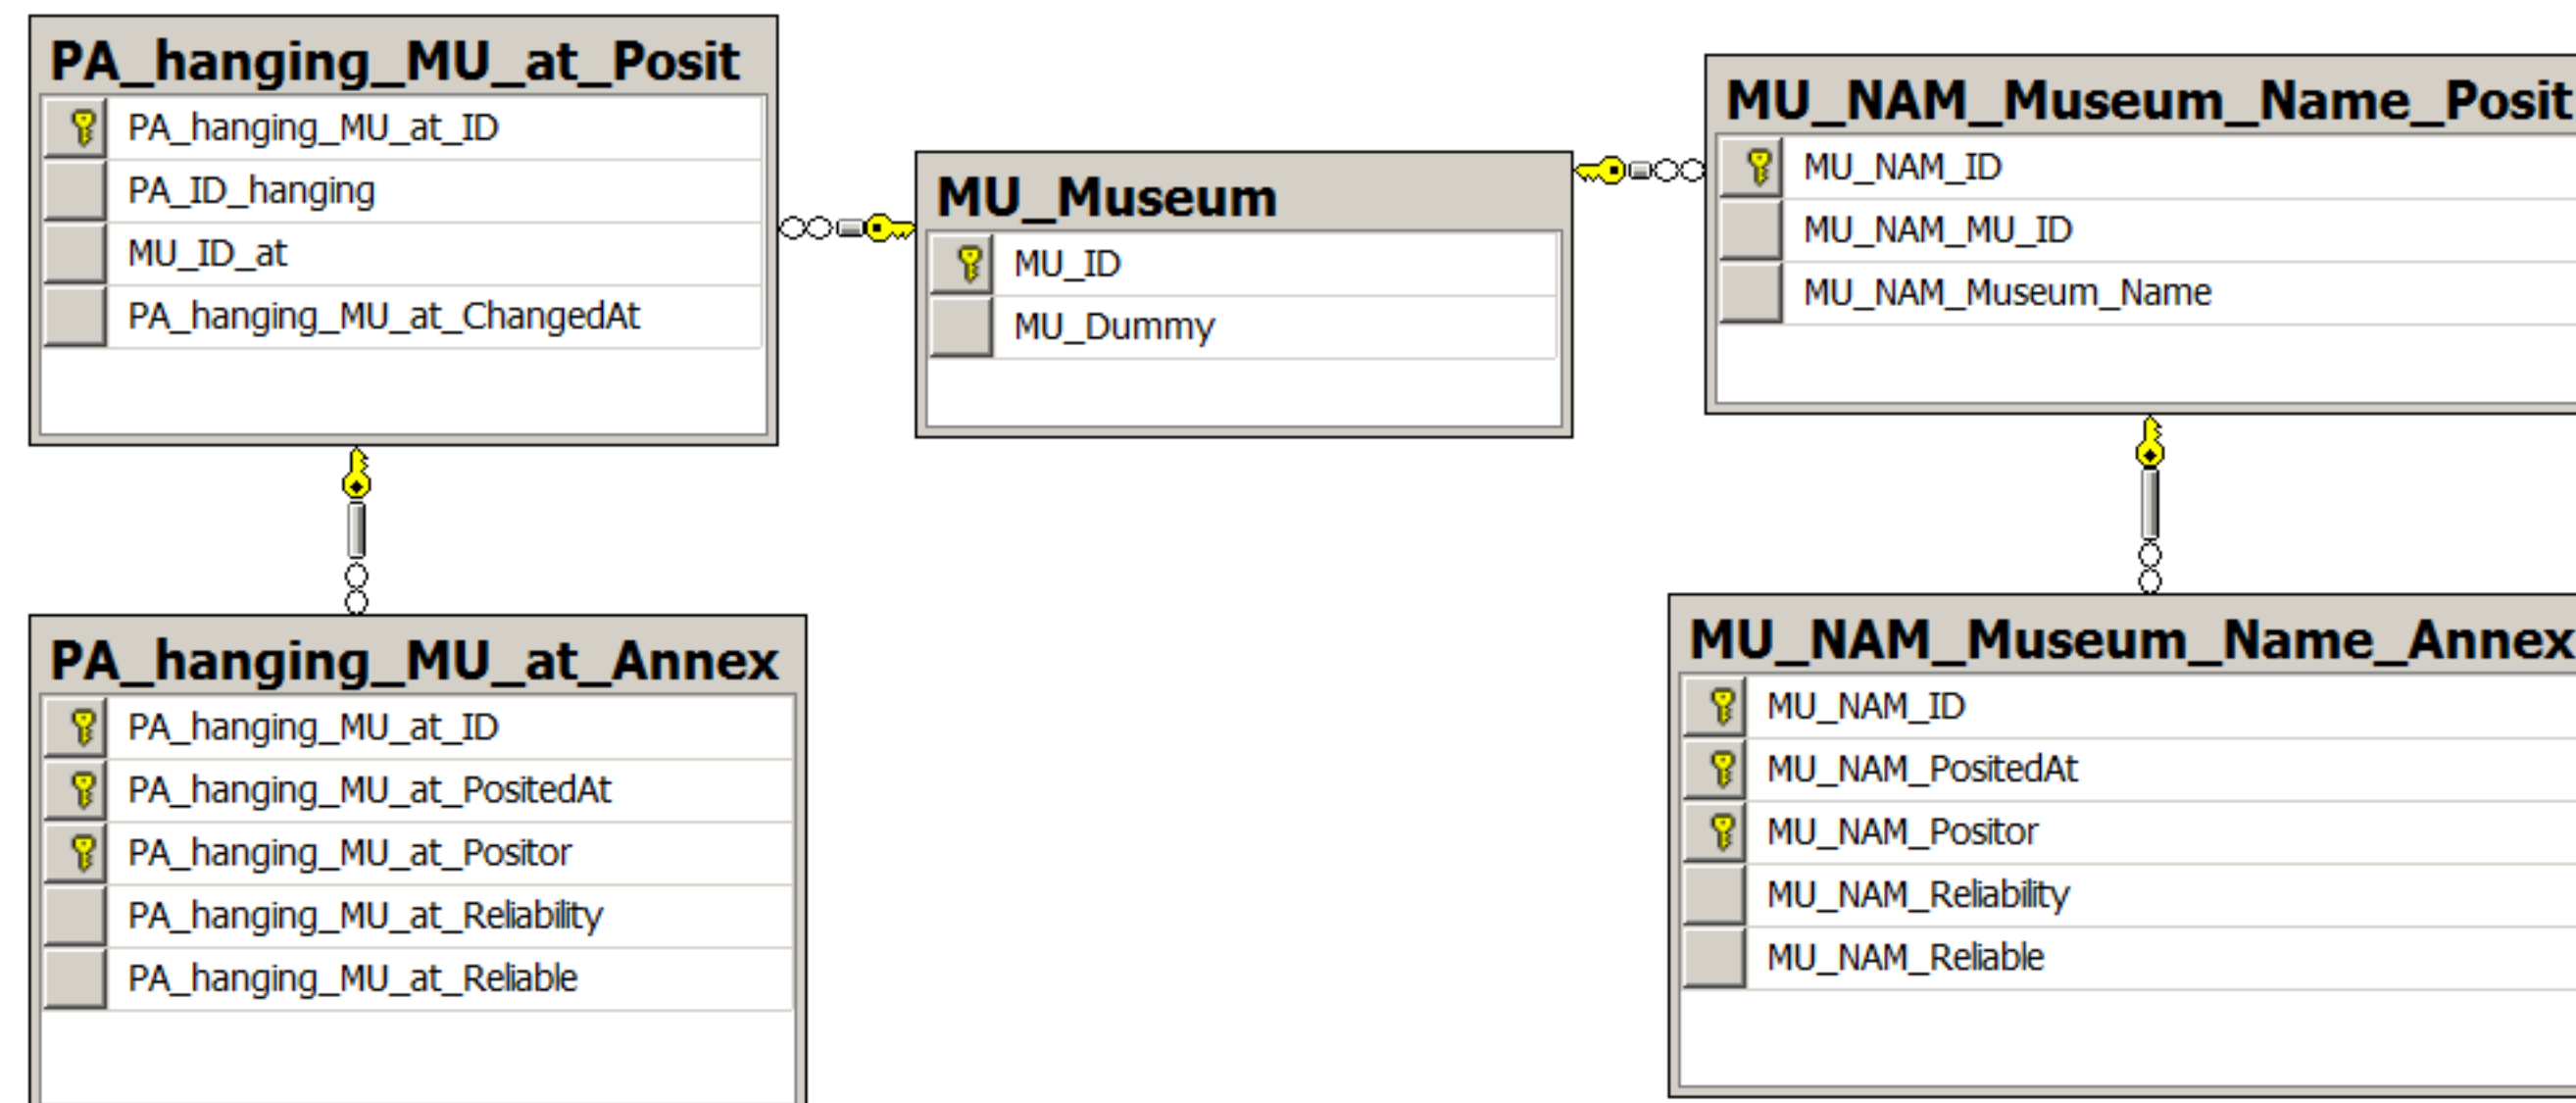 PA_hanging_MU_at_Posit
PA_hanging_MU_at_ID
PA_ID_hanging
MU_ID_at
PA_hanging_MU_at_ChangedAt
MU_Museum
MU_ID
MU_Dummy
MU_NAM_Museum_Name_Posit
MU_NAM_ID
MU_NAM_MU_ID
MU_NAM_Museum_Name
PA_hanging_MU_at_Annex
PA_hanging_MU_at_ID
PA_hanging_MU_at_PositedAt
PA_hanging_MU_at_Positor
PA_hanging_MU_at_Reliability
PA_hanging_MU_at_Reliable
MU_NAM_Museum_Name_Annex
MU_NAM_ID
MU_NAM_PositedAt
MU_NAM_Positor
MU_NAM_Reliability
MU_NAM_Reliable